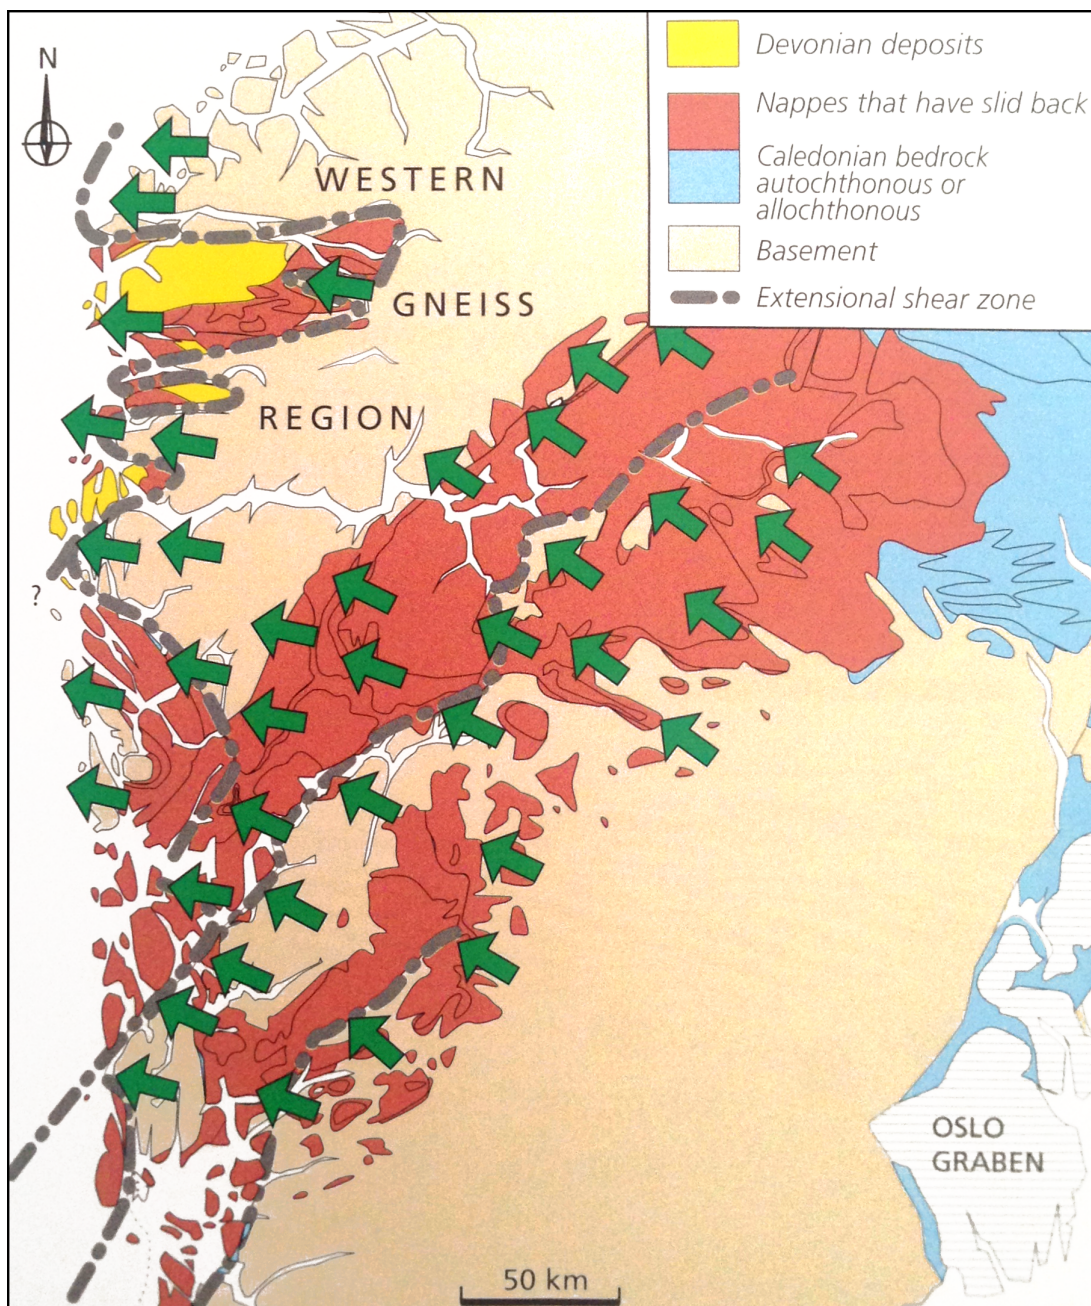 N
Devonian deposits
Nappes that have slid back
Caledonian bedrock
autochthonous or
allochthonous
Basement
Extensional shear zone
WESTERN
GNEISS
REGION
?
OSLO
GRABEN
50 km